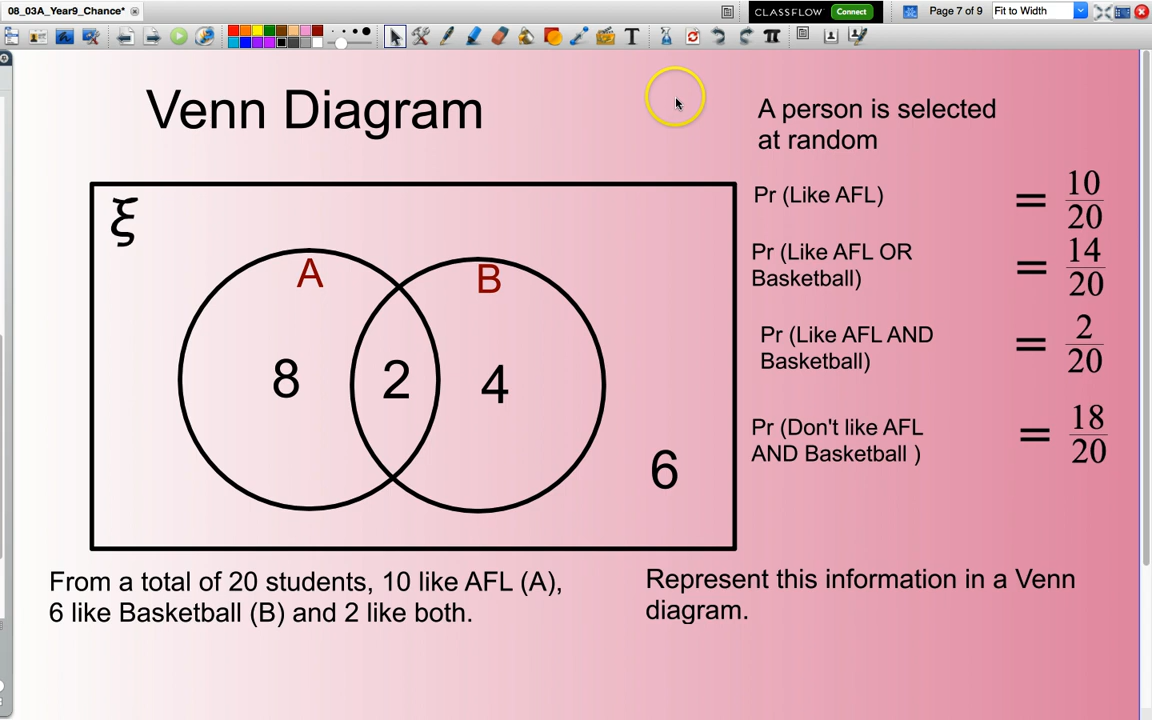 08_03A_Year9_Chance*
CLASSFLOW Connect
Page 7 of 9
Fit to Width
T
π
Venn Diagram
ξ
A
B
8
2
4
6
A person is selected
at random
Pr (Like AFL) = 10/20
Pr (Like AFL OR
Basketball) = 14/20
Pr (Like AFL AND
Basketball) = 2/20
Pr (Don't like AFL
AND Basketball ) = 18/20
From a total of 20 students, 10 like AFL (A),
6 like Basketball (B) and 2 like both.
Represent this information in a Venn
diagram.